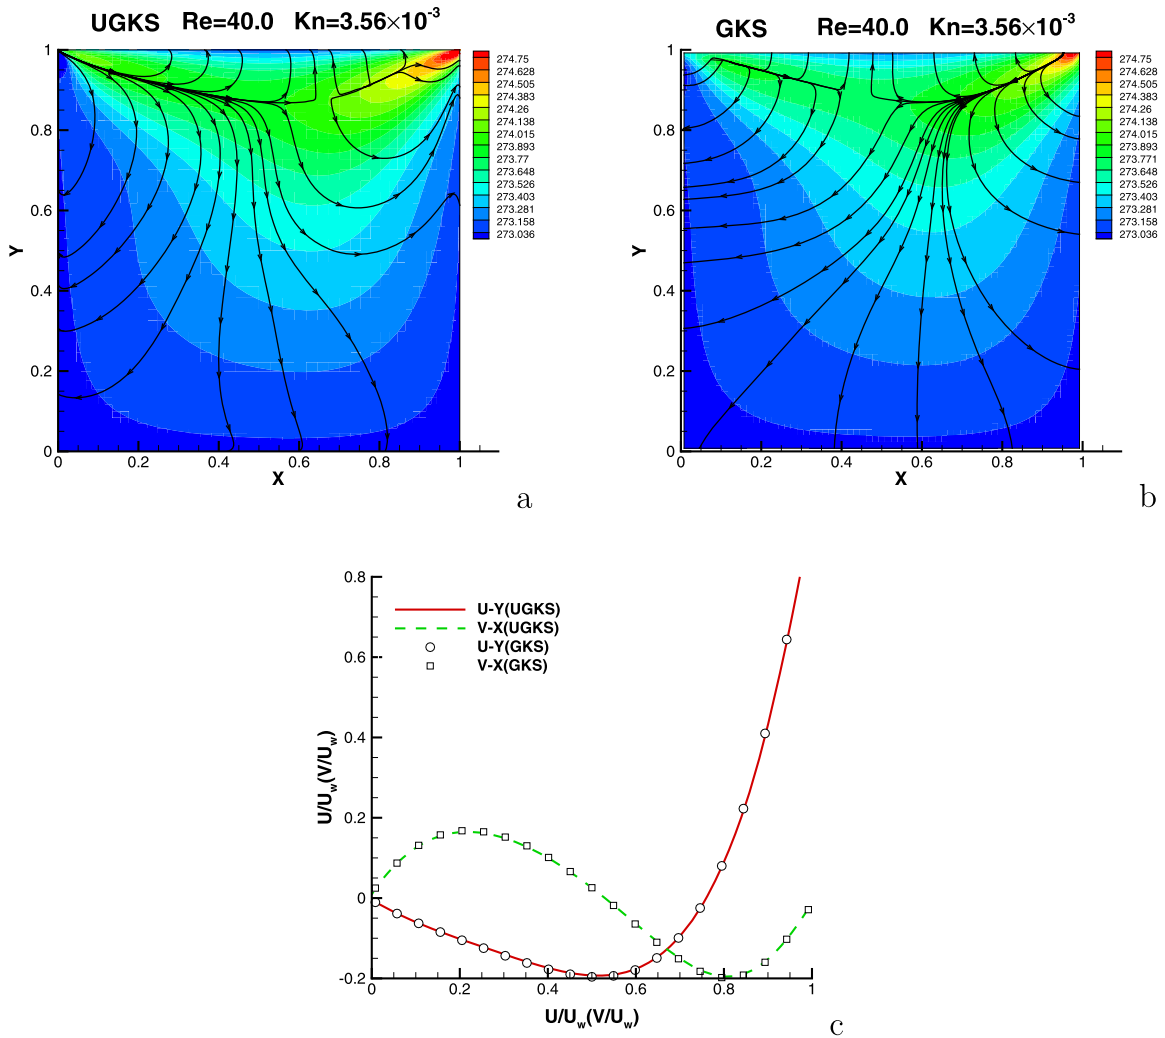 UGKS Re=40.0 Kn=3.56×10-3
1
0.8
0.6
0.4
0.2
0
Y
0 0.2 0.4 0.6 0.8 1
X
274.75
274.628
274.505
274.383
274.26
274.138
274.015
273.893
273.77
273.648
273.526
273.403
273.281
273.158
273.036
a
GKS Re=40.0 Kn=3.56×10-3
1
0.8
0.6
0.4
0.2
0
Y
0 0.2 0.4 0.6 0.8 1
X
274.75
274.628
274.505
274.383
274.26
274.138
274.015
273.893
273.771
273.648
273.526
273.403
273.281
273.158
273.036
b
0.8
0.6
0.4
0.2
0
-0.2
U/Uw(V/Uw)
U-Y(UGKS)
V-X(UGKS)
U-Y(GKS)
V-X(GKS)
0 0.2 0.4 0.6 0.8 1
U/Uw(V/Uw)
c